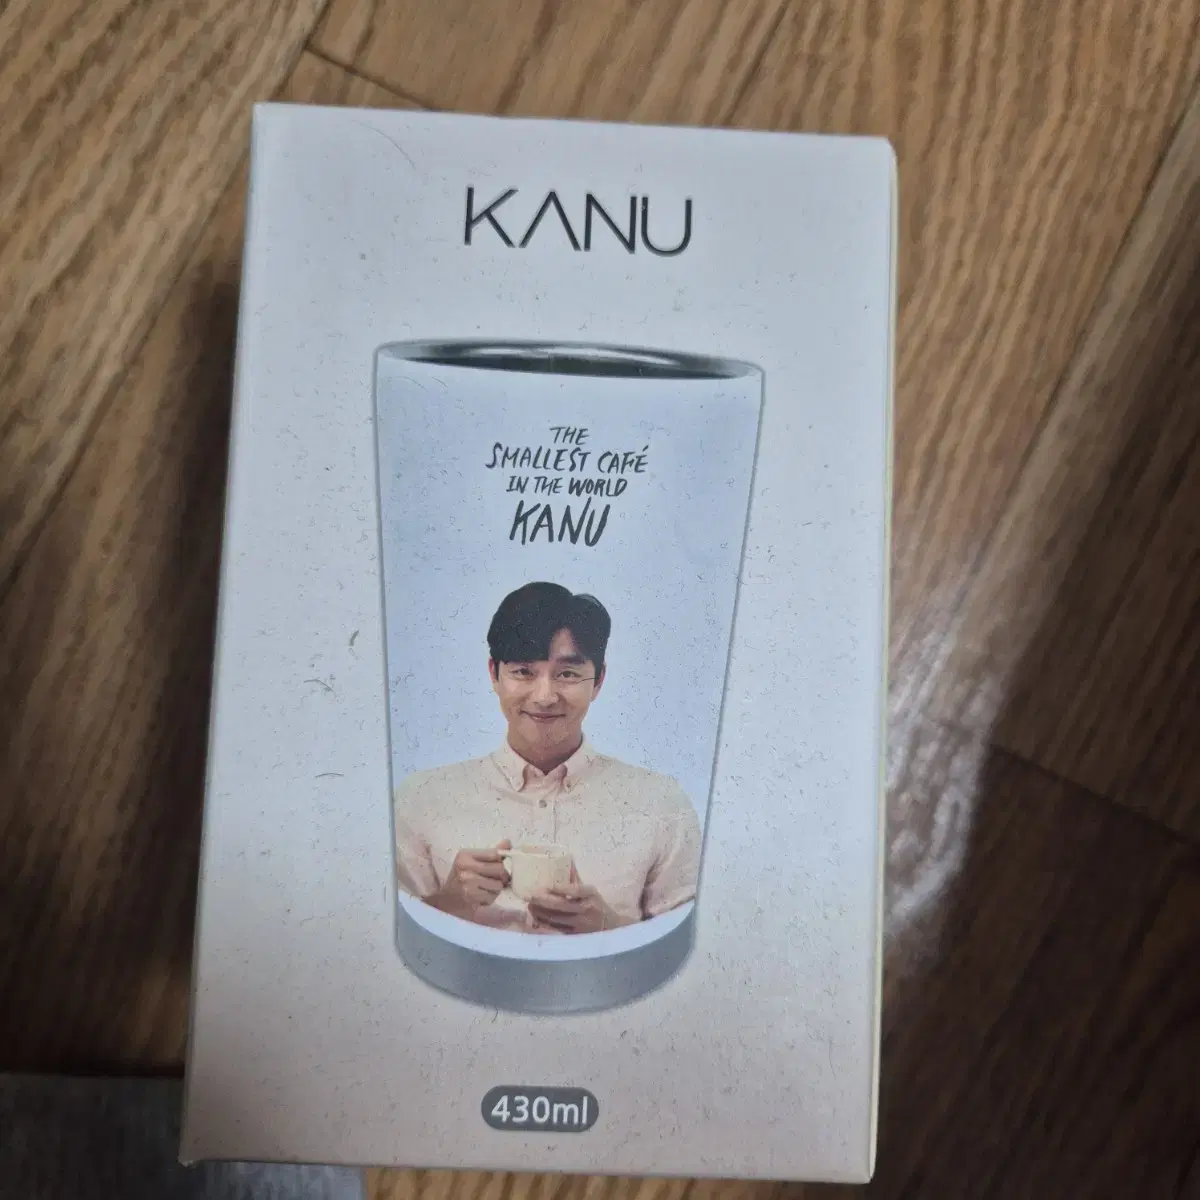 KANU
THE
SMALLEST CAFÉ
IN THE WORLD
KANU
430ml